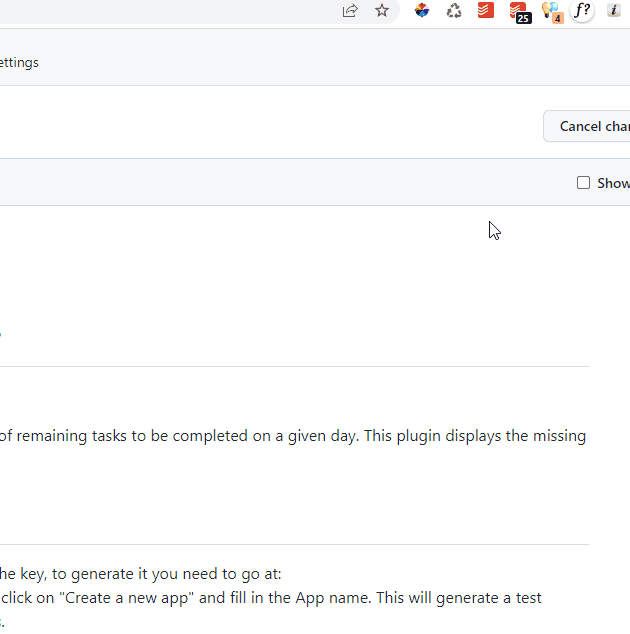 25
4
f?
i
ettings
Cancel chan
Show
of remaining tasks to be completed on a given day. This plugin displays the missing
he key, to generate it you need to go at:
click on "Create a new app" and fill in the App name. This will generate a test
s.